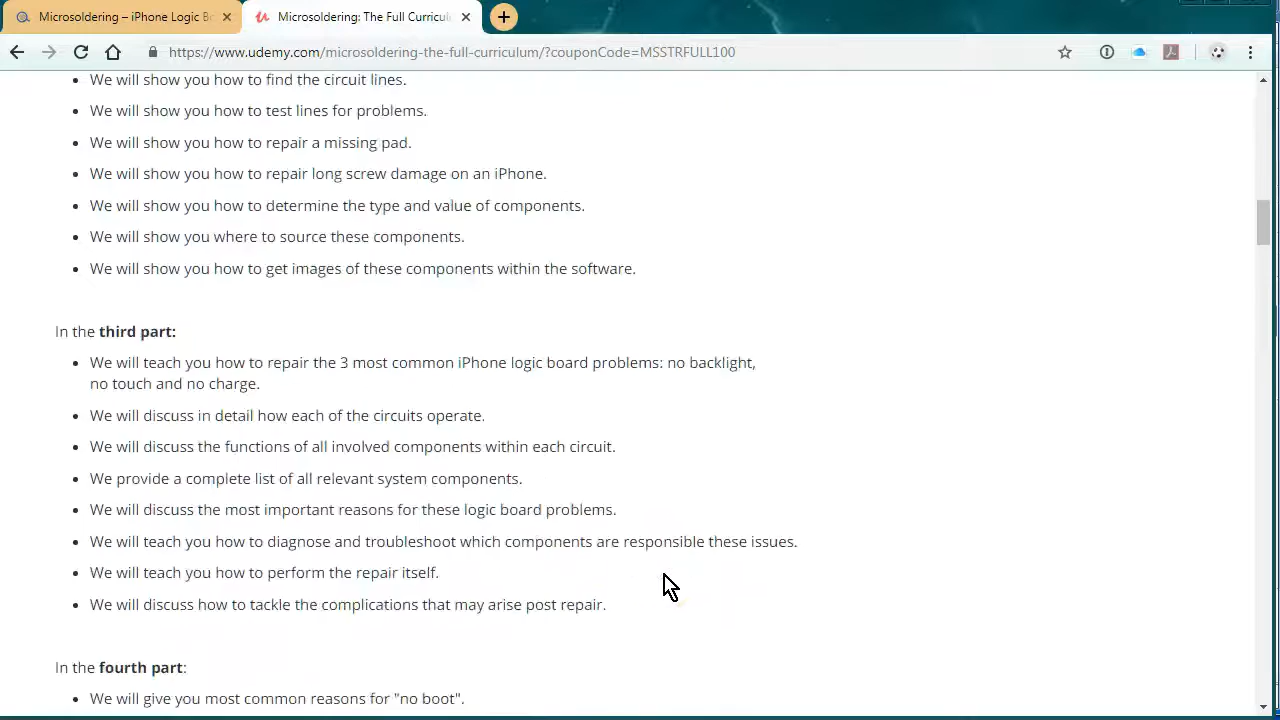 Microsoldering – iPhone Logic Bo
Microsoldering: The Full Curricul
https://www.udemy.com/microsoldering-the-full-curriculum/?couponCode=MSSTRFULL100
We will show you how to find the circuit lines.
We will show you how to test lines for problems.
We will show you how to repair a missing pad.
We will show you how to repair long screw damage on an iPhone.
We will show you how to determine the type and value of components.
We will show you where to source these components.
We will show you how to get images of these components within the software.
In the third part:
We will teach you how to repair the 3 most common iPhone logic board problems: no backlight,
no touch and no charge.
We will discuss in detail how each of the circuits operate.
We will discuss the functions of all involved components within each circuit.
We provide a complete list of all relevant system components.
We will discuss the most important reasons for these logic board problems.
We will teach you how to diagnose and troubleshoot which components are responsible these issues.
We will teach you how to perform the repair itself.
We will discuss how to tackle the complications that may arise post repair.
In the fourth part:
We will give you most common reasons for "no boot".